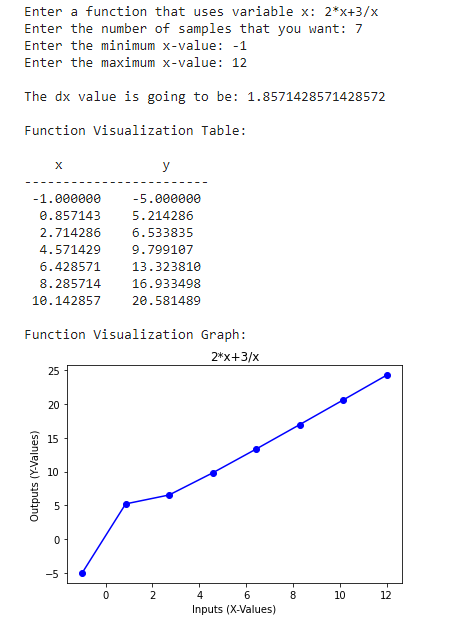 Enter a function that uses variable x: 2*x+3/x
Enter the number of samples that you want: 7
Enter the minimum x-value: -1
Enter the maximum x-value: 12
The dx value is going to be: 1.8571428571428572
Function Visualization Table:
x y
-------------------------
-1.000000 -5.000000
0.857143 5.214286
2.714286 6.533835
4.571429 9.799107
6.428571 13.323810
8.285714 16.933498
10.142857 20.581489
Function Visualization Graph:
2*x+3/x
25
20
15
10
5
0
−5
Outputs (Y-Values)
0 2 4 6 8 10 12
Inputs (X-Values)